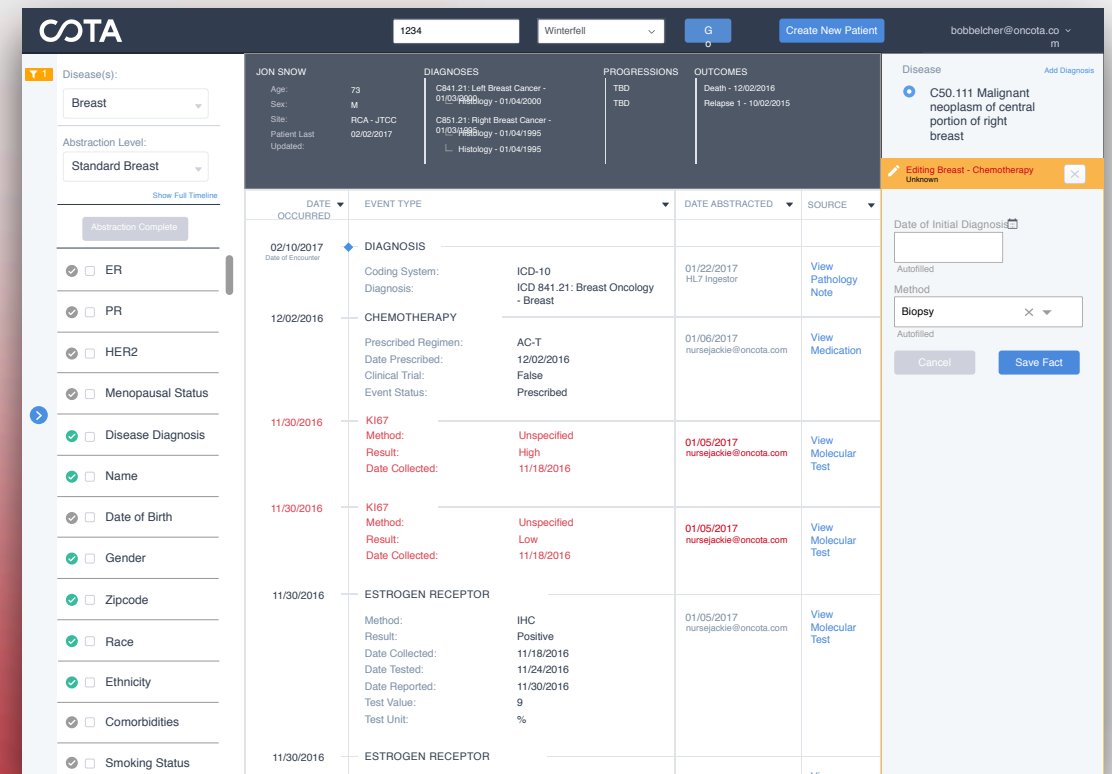 COTA
1234
Winterfell
Go
Create New Patient
bobbelcher@oncota.com
1
Disease(s):
Breast
Abstraction Level:
Standard Breast
Show Full Timeline
Abstraction Complete
ER
PR
HER2
Menopausal Status
Disease Diagnosis
Name
Date of Birth
Gender
Zipcode
Race
Ethnicity
Comorbidities
Smoking Status
JON SNOW
Age: 73
Sex: M
Site: RCA - JTCC
Patient Last 02/02/2017
Updated:
DIAGNOSES
C841.21: Left Breast Cancer -
01/03/2000
Histology - 01/04/2000
C851.21: Right Breast Cancer -
01/03/1995
Histology - 01/04/1995
Histology - 01/04/1995
PROGRESSIONS
TBD
TBD
OUTCOMES
Death - 12/02/2016
Relapse 1 - 10/02/2015
DATE
OCCURRED
EVENT TYPE
DATE ABSTRACTED
SOURCE
02/10/2017
Date of Encounter
DIAGNOSIS
Coding System: ICD-10
Diagnosis: ICD 841.21: Breast Oncology
- Breast
01/22/2017
HL7 Ingestor
View
Pathology
Note
12/02/2016
CHEMOTHERAPY
Prescribed Regimen: AC-T
Date Prescribed: 12/02/2016
Clinical Trial: False
Event Status: Prescribed
01/06/2017
nursejackie@oncota.com
View
Medication
11/30/2016
KI67
Method: Unspecified
Result: High
Date Collected: 11/18/2016
01/05/2017
nursejackie@oncota.com
View
Molecular
Test
11/30/2016
KI67
Method: Unspecified
Result: Low
Date Collected: 11/18/2016
01/05/2017
nursejackie@oncota.com
View
Molecular
Test
11/30/2016
ESTROGEN RECEPTOR
Method: IHC
Result: Positive
Date Collected: 11/18/2016
Date Tested: 11/24/2016
Date Reported: 11/30/2016
Test Value: 9
Test Unit: %
01/05/2017
nursejackie@oncota.com
View
Molecular
Test
11/30/2016
ESTROGEN RECEPTOR
Disease
Add Diagnosis
C50.111 Malignant
neoplasm of central
portion of right
breast
Editing Breast - Chemotherapy
Unknown
Date of Initial Diagnosis
Autofilled
Method
Biopsy
Autofilled
Cancel
Save Fact